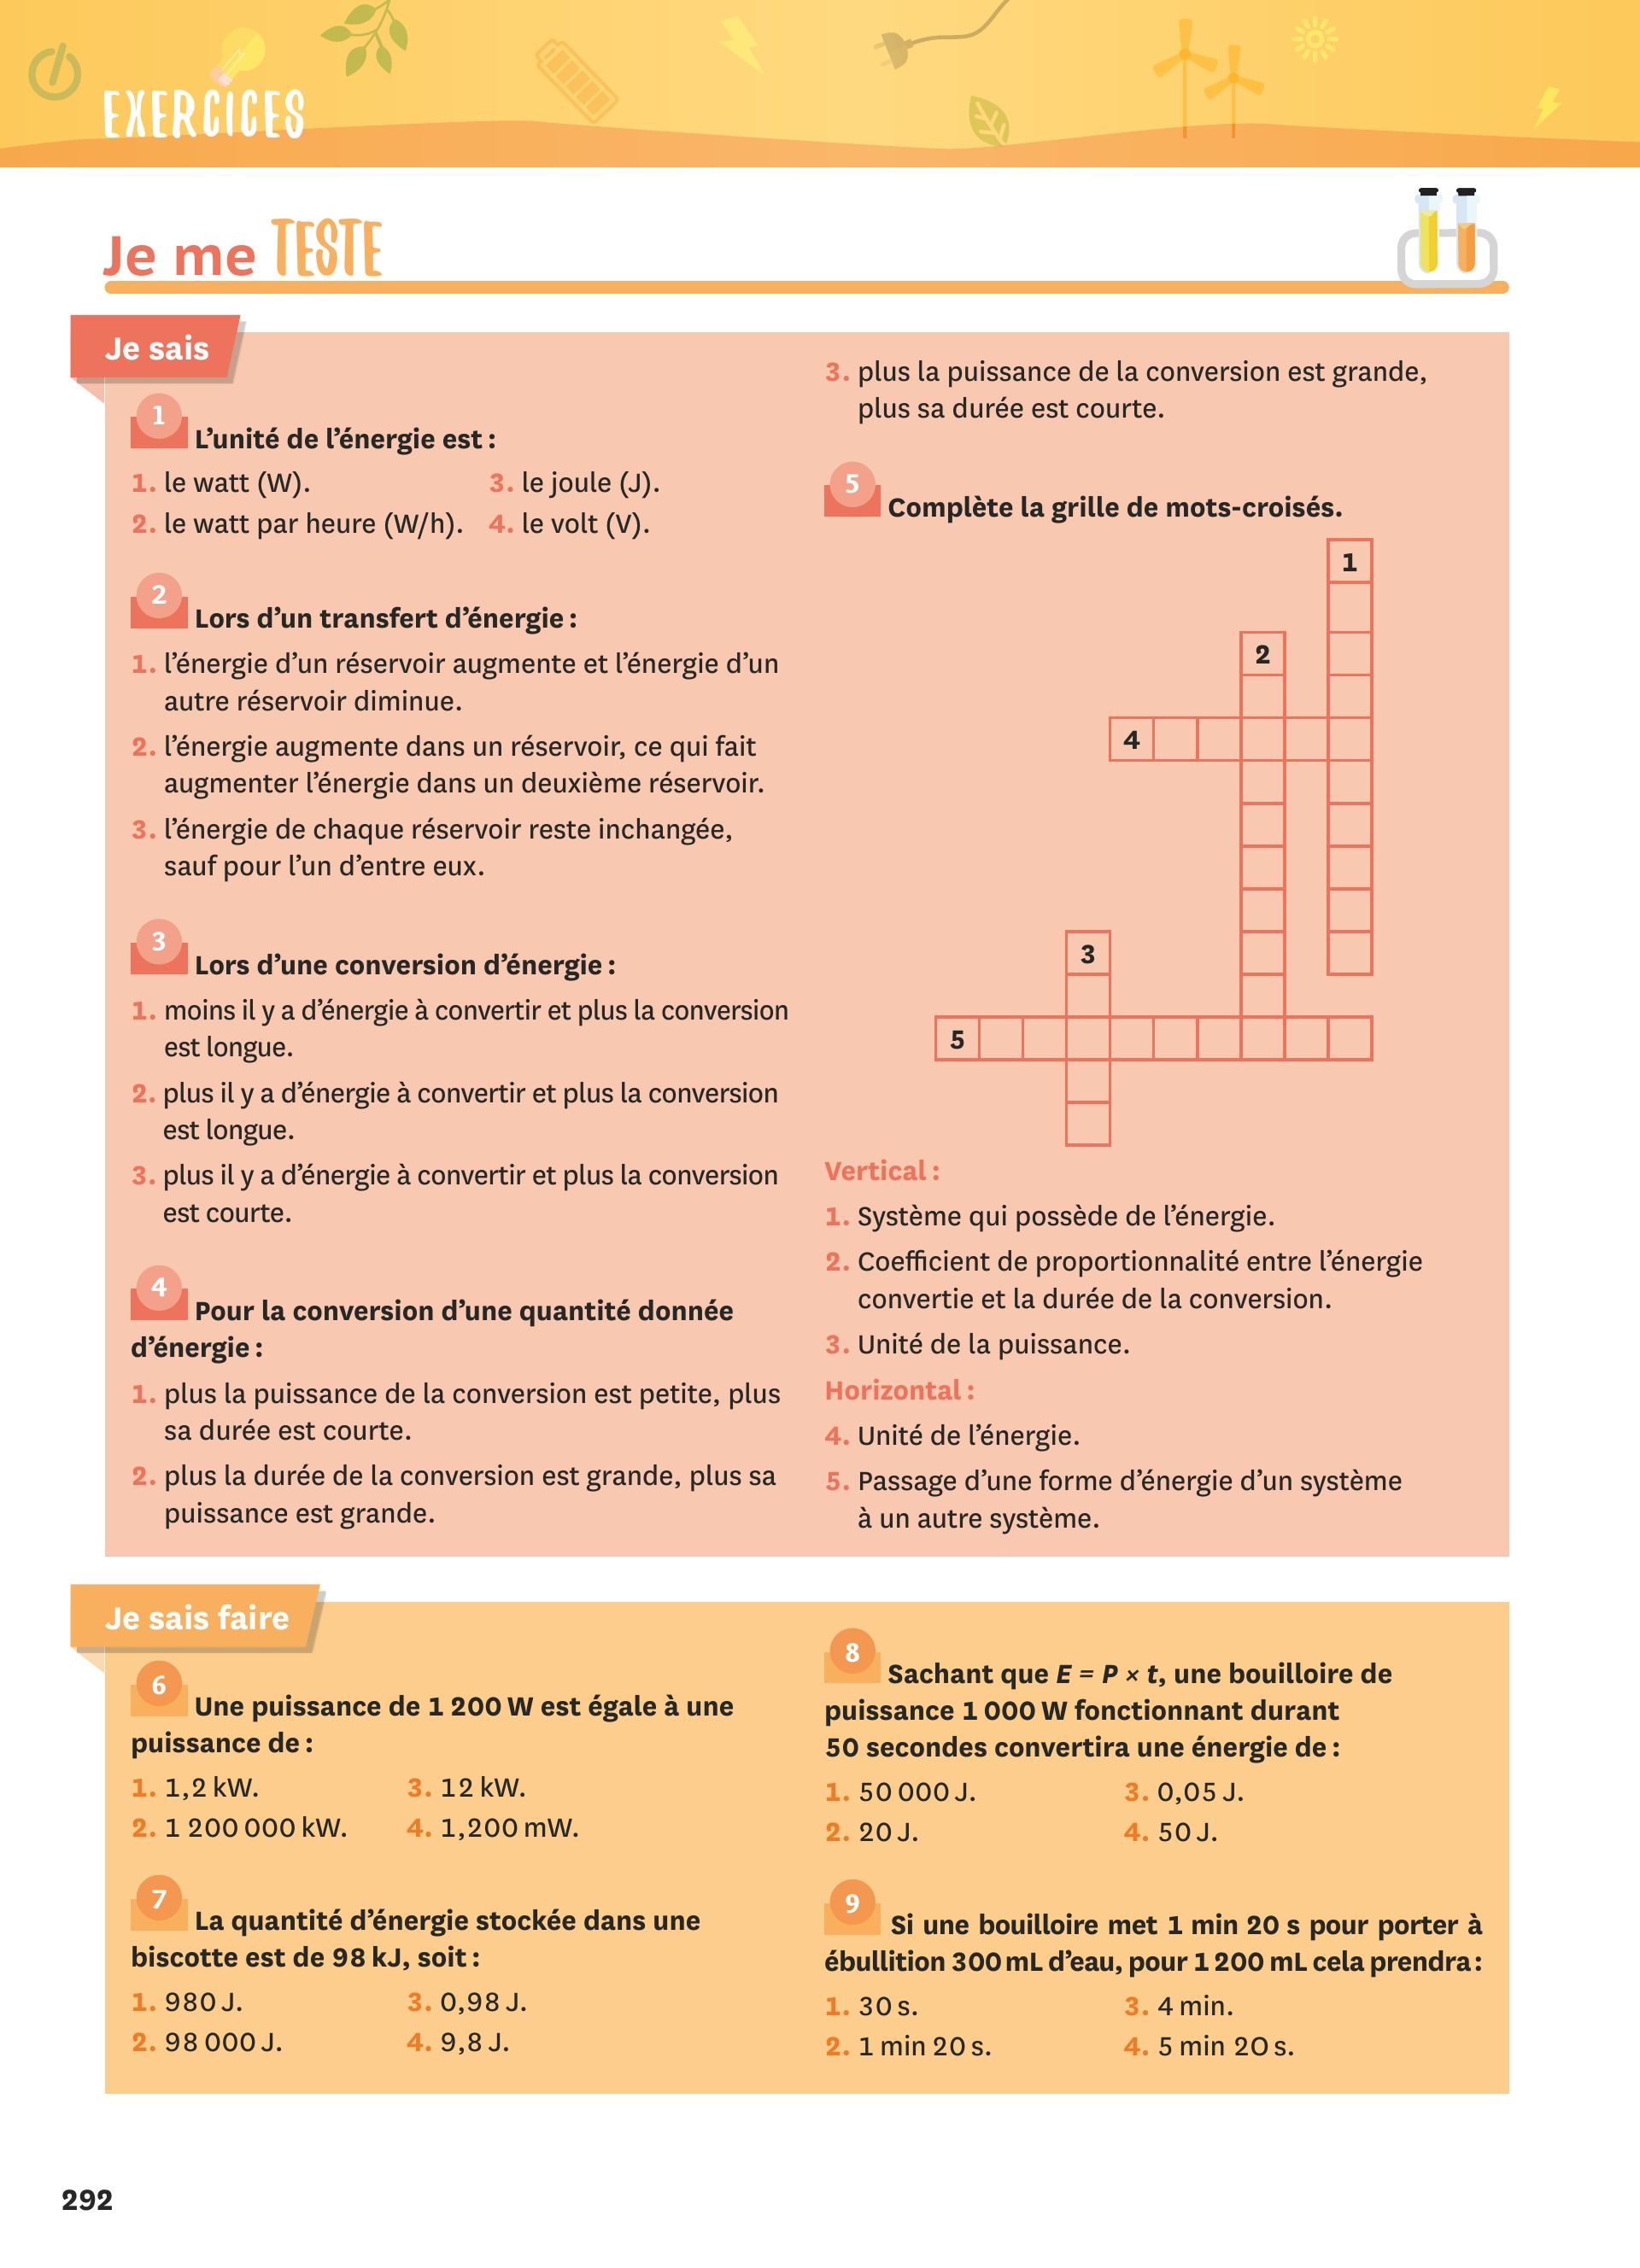 EXERCICES
Je me TESTE
Je sais
1 L’unité de l’énergie est :
1. le watt (W). 3. le joule (J).
2. le watt par heure (W/h). 4. le volt (V).
2 Lors d’un transfert d’énergie :
1. l’énergie d’un réservoir augmente et l’énergie d’un
autre réservoir diminue.
2. l’énergie augmente dans un réservoir, ce qui fait
augmenter l’énergie dans un deuxième réservoir.
3. l’énergie de chaque réservoir reste inchangée,
sauf pour l’un d’entre eux.
3 Lors d’une conversion d’énergie :
1. moins il y a d’énergie à convertir et plus la conversion
est longue.
2. plus il y a d’énergie à convertir et plus la conversion
est longue.
3. plus il y a d’énergie à convertir et plus la conversion
est courte.
4 Pour la conversion d’une quantité donnée
d’énergie :
1. plus la puissance de la conversion est petite, plus
sa durée est courte.
2. plus la durée de la conversion est grande, plus sa
puissance est grande.
3. plus la puissance de la conversion est grande,
plus sa durée est courte.
5 Complète la grille de mots-croisés.
1
2
4
3
5
Vertical :
1. Système qui possède de l’énergie.
2. Coefficient de proportionnalité entre l’énergie
convertie et la durée de la conversion.
3. Unité de la puissance.
Horizontal :
4. Unité de l’énergie.
5. Passage d’une forme d’énergie d’un système
à un autre système.
Je sais faire
6 Une puissance de 1 200 W est égale à une
puissance de :
1. 1,2 kW. 3. 12 kW.
2. 1 200 000 kW. 4. 1,200 mW.
7 La quantité d’énergie stockée dans une
biscotte est de 98 kJ, soit :
1. 980 J. 3. 0,98 J.
2. 98 000 J. 4. 9,8 J.
8 Sachant que E = P × t, une bouilloire de
puissance 1 000 W fonctionnant durant
50 secondes convertira une énergie de :
1. 50 000 J. 3. 0,05 J.
2. 20 J. 4. 50 J.
9 Si une bouilloire met 1 min 20 s pour porter à
ébullition 300 mL d’eau, pour 1 200 mL cela prendra :
1. 30 s. 3. 4 min.
2. 1 min 20 s. 4. 5 min 2O s.
292